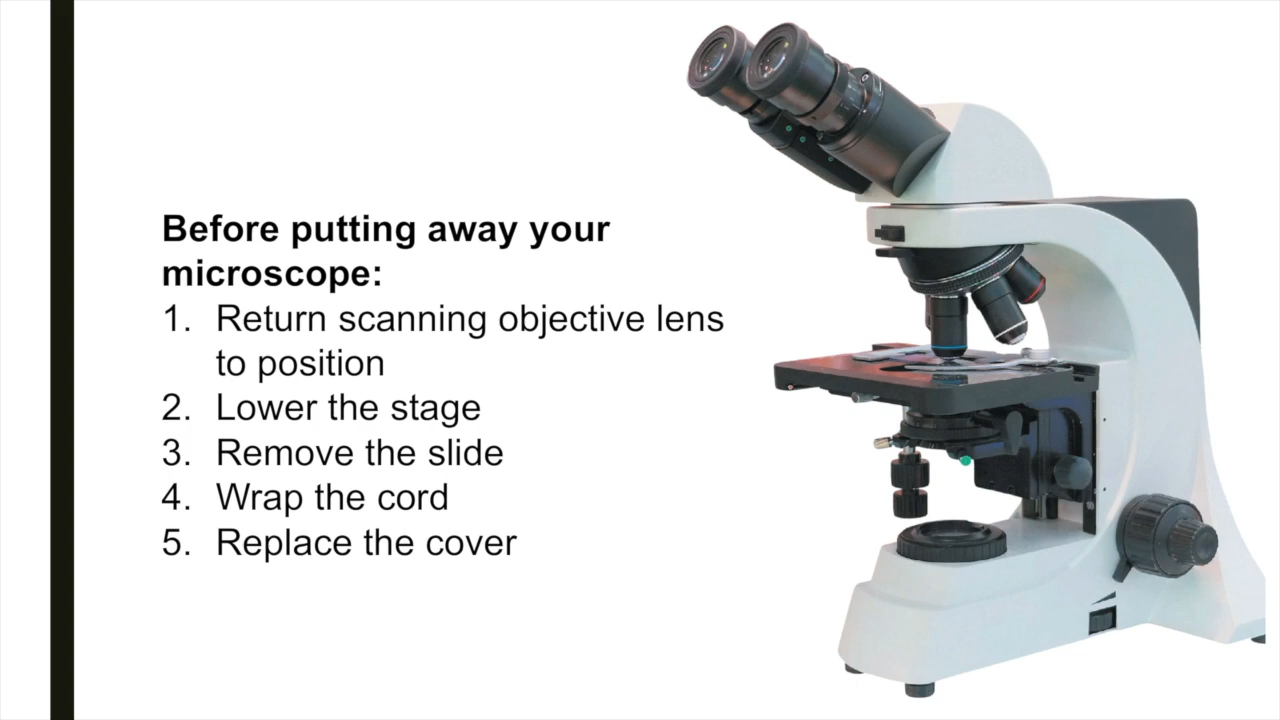 Before putting away your
microscope:
1. Return scanning objective lens
to position
2. Lower the stage
3. Remove the slide
4. Wrap the cord
5. Replace the cover